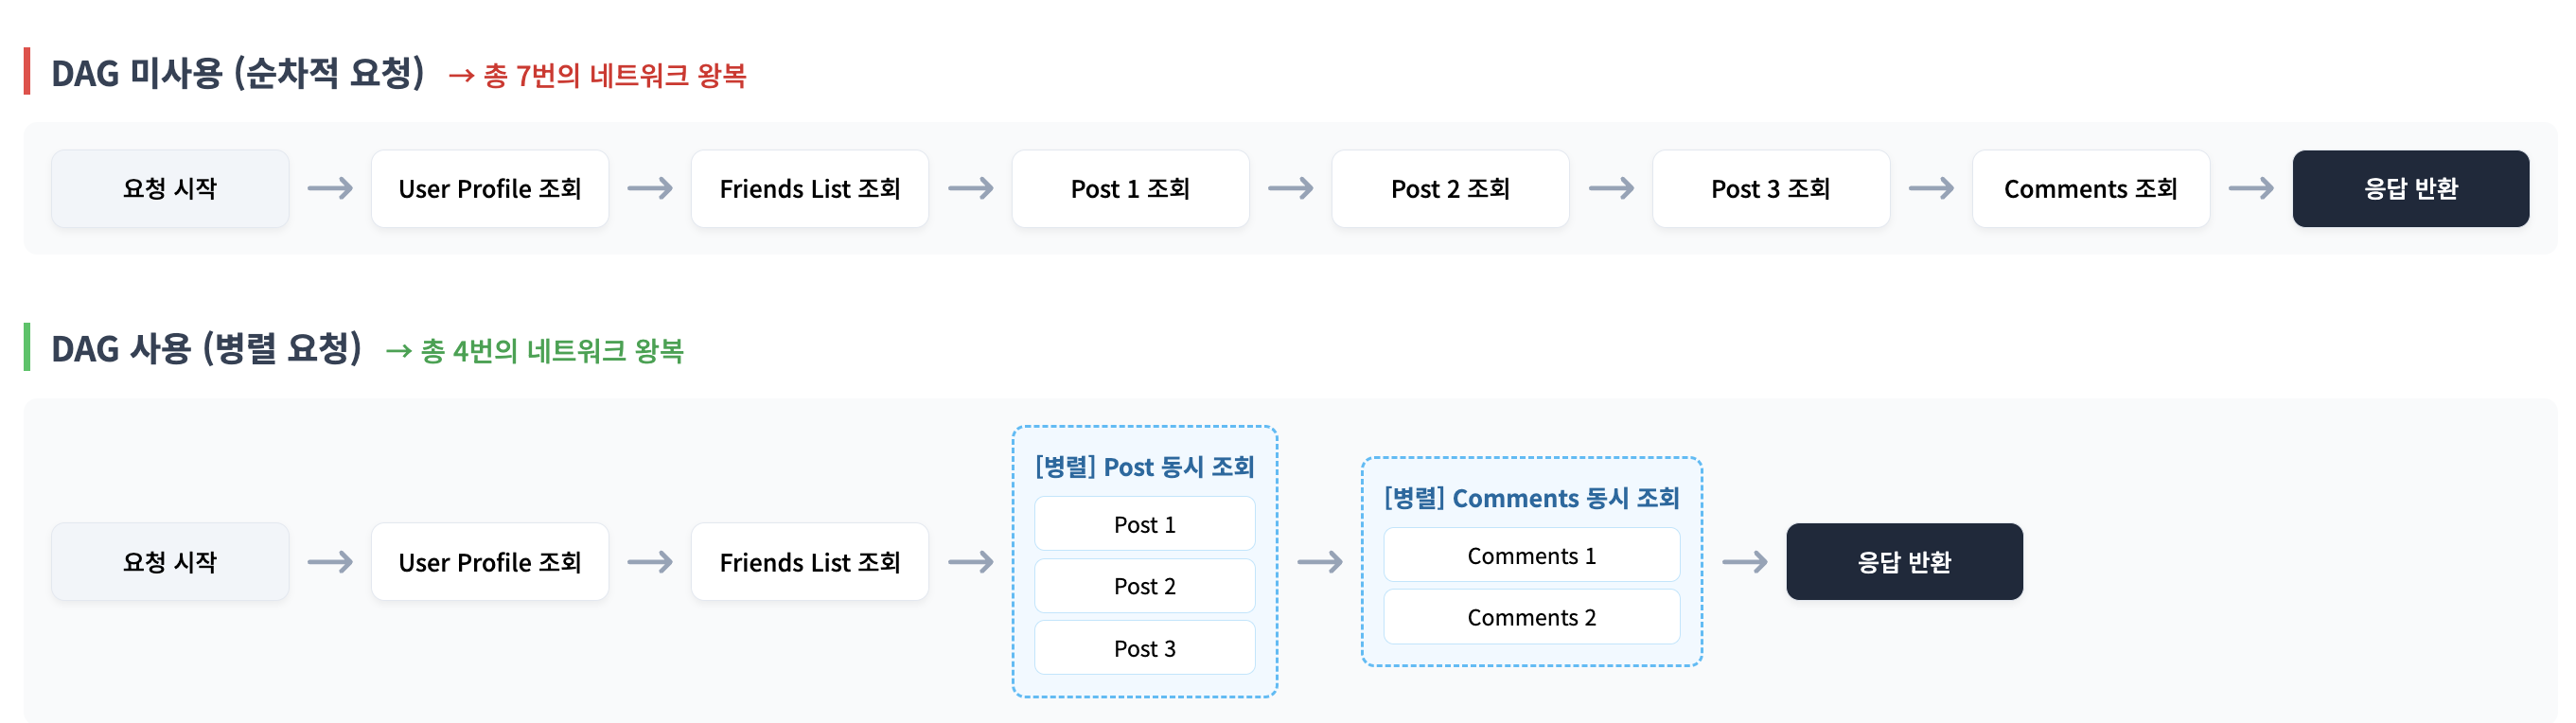 DAG 미사용 (순차적 요청) → 총 7번의 네트워크 왕복
요청 시작 → User Profile 조회 → Friends List 조회 → Post 1 조회 → Post 2 조회 → Post 3 조회 → Comments 조회 → 응답 반환
DAG 사용 (병렬 요청) → 총 4번의 네트워크 왕복
요청 시작 → User Profile 조회 → Friends List 조회 →
[병렬] Post 동시 조회
Post 1
Post 2
Post 3
→
[병렬] Comments 동시 조회
Comments 1
Comments 2
→ 응답 반환